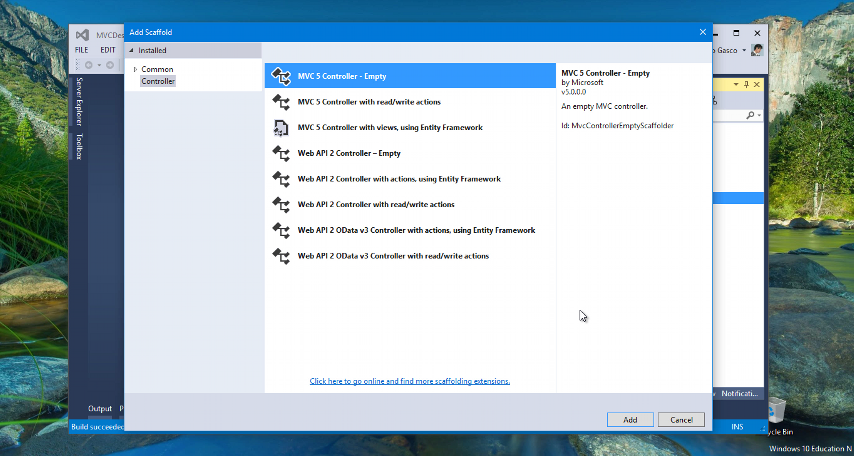 MVCDes
Add Scaffold
FILE
EDIT
Gasco
Installed
Common
Controller
Server Explorer
Toolbox
MVC 5 Controller - Empty
MVC 5 Controller with read/write actions
MVC 5 Controller with views, using Entity Framework
Web API 2 Controller – Empty
Web API 2 Controller with actions, using Entity Framework
Web API 2 Controller with read/write actions
Web API 2 OData v3 Controller with actions, using Entity Framework
Web API 2 OData v3 Controller with read/write actions
MVC 5 Controller - Empty
by Microsoft
v5.0.0.0
An empty MVC controller.
Id: MvcControllerEmptyScaffolder
Click here to go online and find more scaffolding extensions.
Notificati...
Output
Add
Cancel
Build succeeded
INS
ycle Bin
Windows 10 Education N